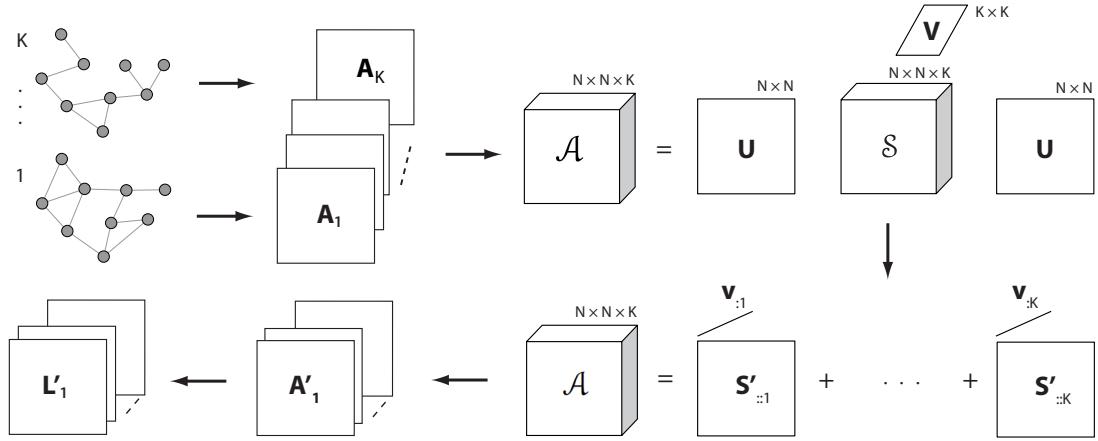 K
.
.
.
1
A_K
A_1
N × N × K
𝒜
=
N × N
U
V
K × K
N × N × K
𝒮
N × N
U
v_:1
v_:K
N × N × K
L'_1
A'_1
𝒜
=
S'_::1
+
. . .
+
S'_::K